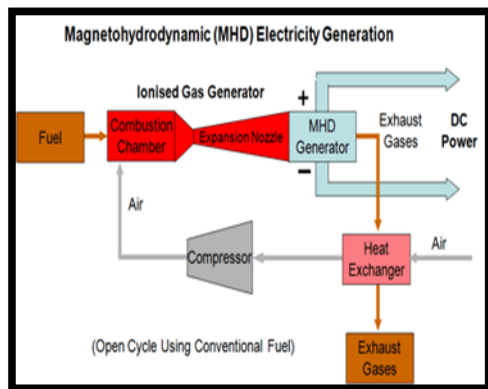 Magnetohydrodynamic (MHD) Electricity Generation
Ionised Gas Generator
+
Fuel
Combustion
Chamber
Expansion Nozzle
MHD
Generator
Exhaust
Gases
DC
Power
−
Air
Compressor
Heat
Exchanger
Air
(Open Cycle Using Conventional Fuel)
Exhaust
Gases